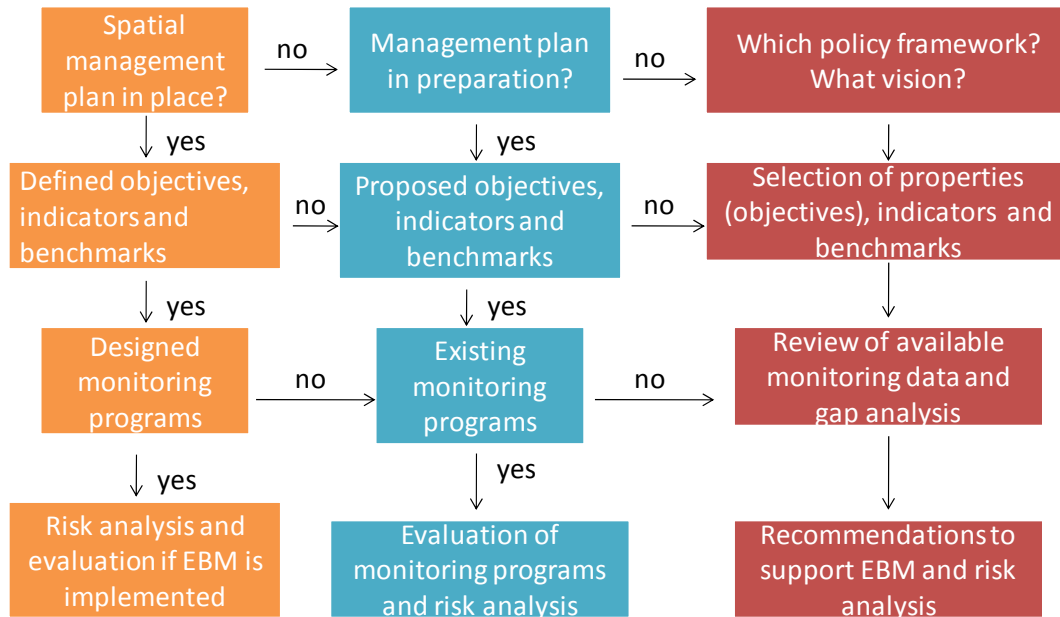 Spatial
management
plan in place?
no
Management plan
in preparation?
no
Which policy framework?
What vision?
yes
yes
Defined objectives,
indicators and
benchmarks
no
Proposed objectives,
indicators and
benchmarks
no
Selection of properties
(objectives), indicators and
benchmarks
yes
yes
Designed
monitoring
programs
no
Existing
monitoring
programs
no
Review of available
monitoring data and
gap analysis
yes
yes
Risk analysis and
evaluation if EBM is
implemented
Evaluation of
monitoring programs
and risk analysis
Recommendations to
support EBM and risk
analysis